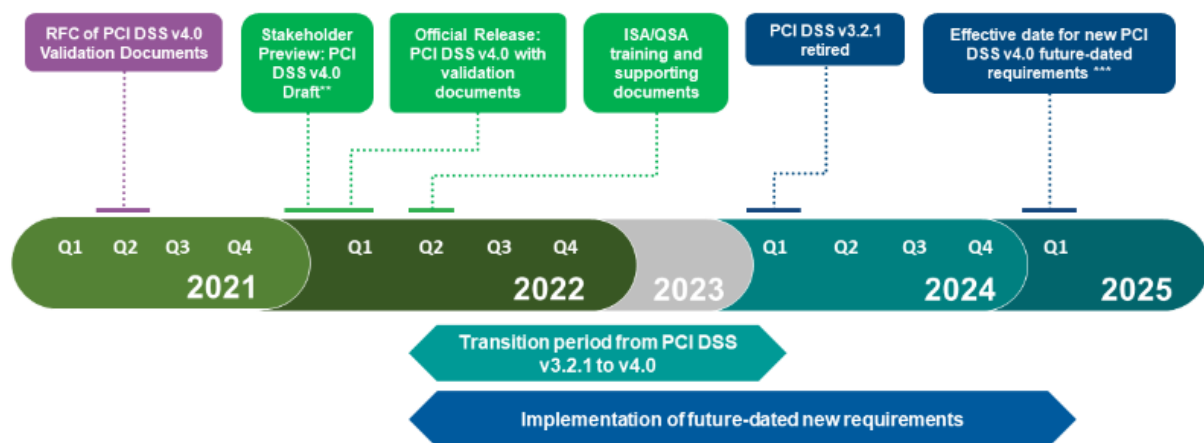 RFC of PCI DSS v4.0
Validation Documents
Stakeholder
Preview: PCI
DSS v4.0
Draft**
Official Release:
PCI DSS v4.0 with
validation
documents
ISA/QSA
training and
supporting
documents
PCI DSS v3.2.1
retired
Effective date for new PCI
DSS v4.0 future-dated
requirements ***
Q1 Q2 Q3 Q4
2021
Q1 Q2 Q3 Q4
2022
2023
Q1 Q2 Q3 Q4
2024
Q1
2025
Transition period from PCI DSS
v3.2.1 to v4.0
Implementation of future-dated new requirements